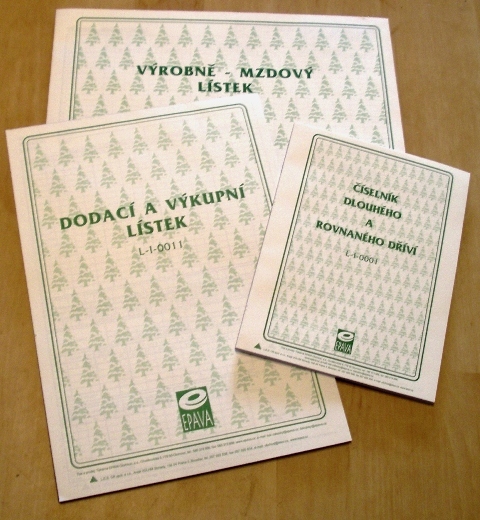 VÝROBNĚ - MZDOVÝ
LÍSTEK
DODACÍ A VÝKUPNÍ
LÍSTEK
L-I-0011
EPAVA
ČÍSELNÍK
DLOUHÉHO
A
ROVNANÉHO DŘÍVÍ
L-I-0001
EPAVA